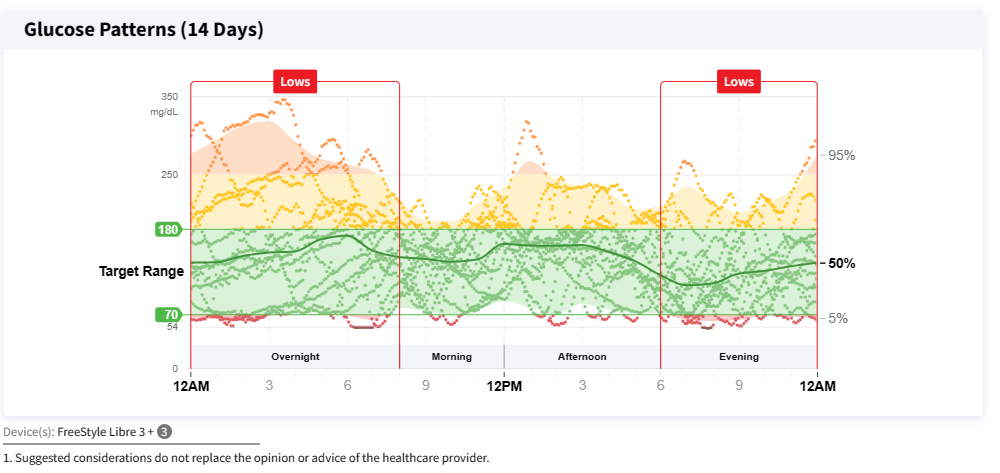 Glucose Patterns (14 Days)
Lows Lows
350
mg/dL
95%
250
180
50%
Target Range
70
5%
54
Overnight Morning Afternoon Evening
0
12AM 3 6 9 12PM 3 6 9 12AM
Device(s): FreeStyle Libre 3 + 3
1. Suggested considerations do not replace the opinion or advice of the healthcare provider.